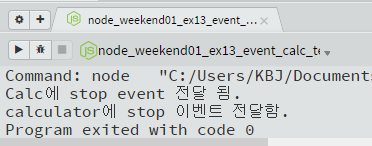 node_weekend01_ex13_event_
node_weekend01_ex13_event_calc_te
Command: node "C:/Users/KBJ/Documents
Calc에 stop event 전달 됨.
calculator에 stop 이벤트 전달함.
Program exited with code 0